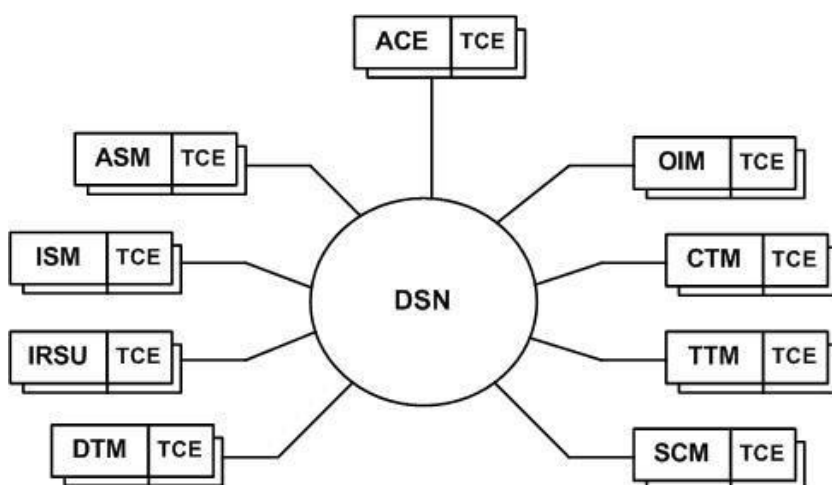 ACE TCE
ASM TCE
OIM TCE
ISM TCE
CTM TCE
DSN
IRSU TCE
TTM TCE
DTM TCE
SCM TCE